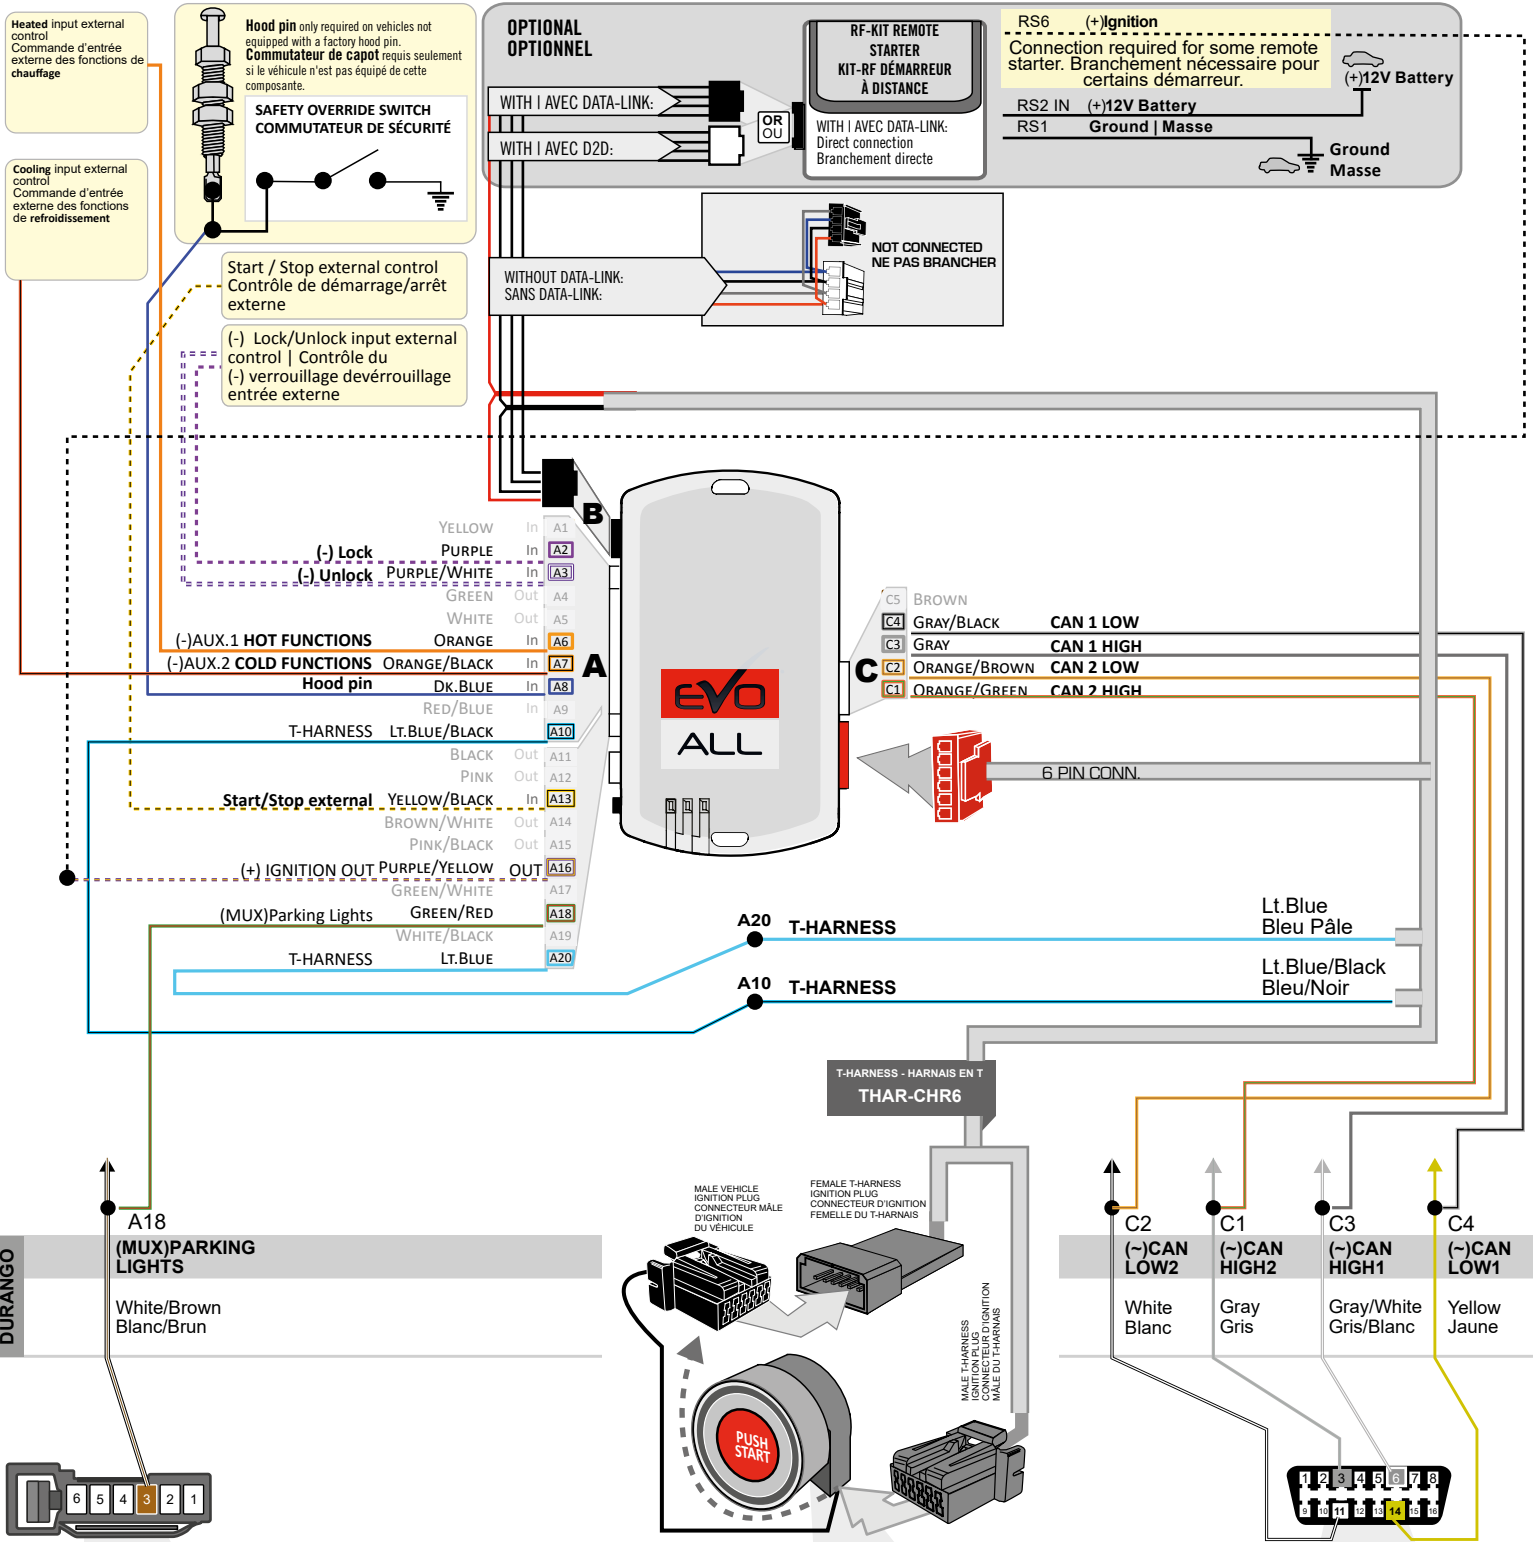 Heated input external
control
Commande d'entrée
externe des fonctions de
chauffage
Cooling input external
control
Commande d'entrée
externe des fonctions
de refroidissement
Hood pin only required on vehicles not
equipped with a factory hood pin.
Commutateur de capot requis seulement
si le véhicule n'est pas équipé de cette
composante.
SAFETY OVERRIDE SWITCH
COMMUTATEUR DE SÉCURITÉ
Start / Stop external control
Contrôle de démarrage/arrêt
externe
(-) Lock/Unlock input external
control | Contrôle du
(-) verrouillage devérrouillage
entrée externe
OPTIONAL
OPTIONNEL
WITH | AVEC DATA-LINK:
WITH | AVEC D2D:
OR
OU
RF-KIT REMOTE
STARTER
KIT-RF DÉMARREUR
À DISTANCE
WITH | AVEC DATA-LINK:
Direct connection
Branchement directe
RS6 (+)Ignition
Connection required for some remote
starter. Branchement nécessaire pour
certains démarreur.
(+)12V Battery
RS2 IN (+)12V Battery
RS1 Ground | Masse
Ground
Masse
WITHOUT DATA-LINK:
SANS DATA-LINK:
NOT CONNECTED
NE PAS BRANCHER
B
A
C
YELLOW In A1
(-) Lock PURPLE In A2
(-) Unlock PURPLE/WHITE In A3
GREEN Out A4
WHITE Out A5
(-)AUX.1 HOT FUNCTIONS ORANGE In A6
(-)AUX.2 COLD FUNCTIONS ORANGE/BLACK In A7
Hood pin DK.BLUE In A8
RED/BLUE In A9
T-HARNESS LT.BLUE/BLACK A10
BLACK Out A11
PINK Out A12
Start/Stop external YELLOW/BLACK In A13
BROWN/WHITE Out A14
PINK/BLACK Out A15
(+) IGNITION OUT PURPLE/YELLOW OUT A16
GREEN/WHITE A17
(MUX)Parking Lights GREEN/RED A18
WHITE/BLACK A19
T-HARNESS LT.BLUE A20
EVO
ALL
C5 BROWN
C4 GRAY/BLACK CAN 1 LOW
C3 GRAY CAN 1 HIGH
C2 ORANGE/BROWN CAN 2 LOW
C1 ORANGE/GREEN CAN 2 HIGH
6 PIN CONN.
A20 T-HARNESS
Lt.Blue
Bleu Pâle
A10 T-HARNESS
Lt.Blue/Black
Bleu/Noir
T-HARNESS - HARNAIS EN T
THAR-CHR6
MALE VEHICLE
IGNITION PLUG
CONNECTEUR MÂLE
D'IGNITION
DU VÉHICULE
FEMALE T-HARNESS
IGNITION PLUG
CONNECTEUR D'IGNITION
FEMELLE DU T-HARNAIS
MALE T-HARNESS
IGNITION PLUG
CONNECTEUR D'IGNITION
MÂLE DU T-HARNAIS
PUSH
START
DURANGO
A18
(MUX)PARKING
LIGHTS
White/Brown
Blanc/Brun
6 5 4 3 2 1
C2
(~)CAN
LOW2
White
Blanc
C1
(~)CAN
HIGH2
Gray
Gris
C3
(~)CAN
HIGH1
Gray/White
Gris/Blanc
C4
(~)CAN
LOW1
Yellow
Jaune
1 2 3 4 5 6 7 8
9 10 11 12 13 14 15 16